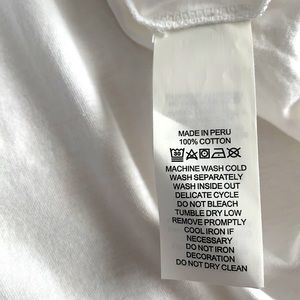 MADE IN PERU
100% COTTON
30
MACHINE WASH COLD
WASH SEPARATELY
WASH INSIDE OUT
DELICATE CYCLE
DO NOT BLEACH
TUMBLE DRY LOW
REMOVE PROMPTLY
COOL IRON IF
NECESSARY
DO NOT IRON
DECORATION
DO NOT DRY CLEAN